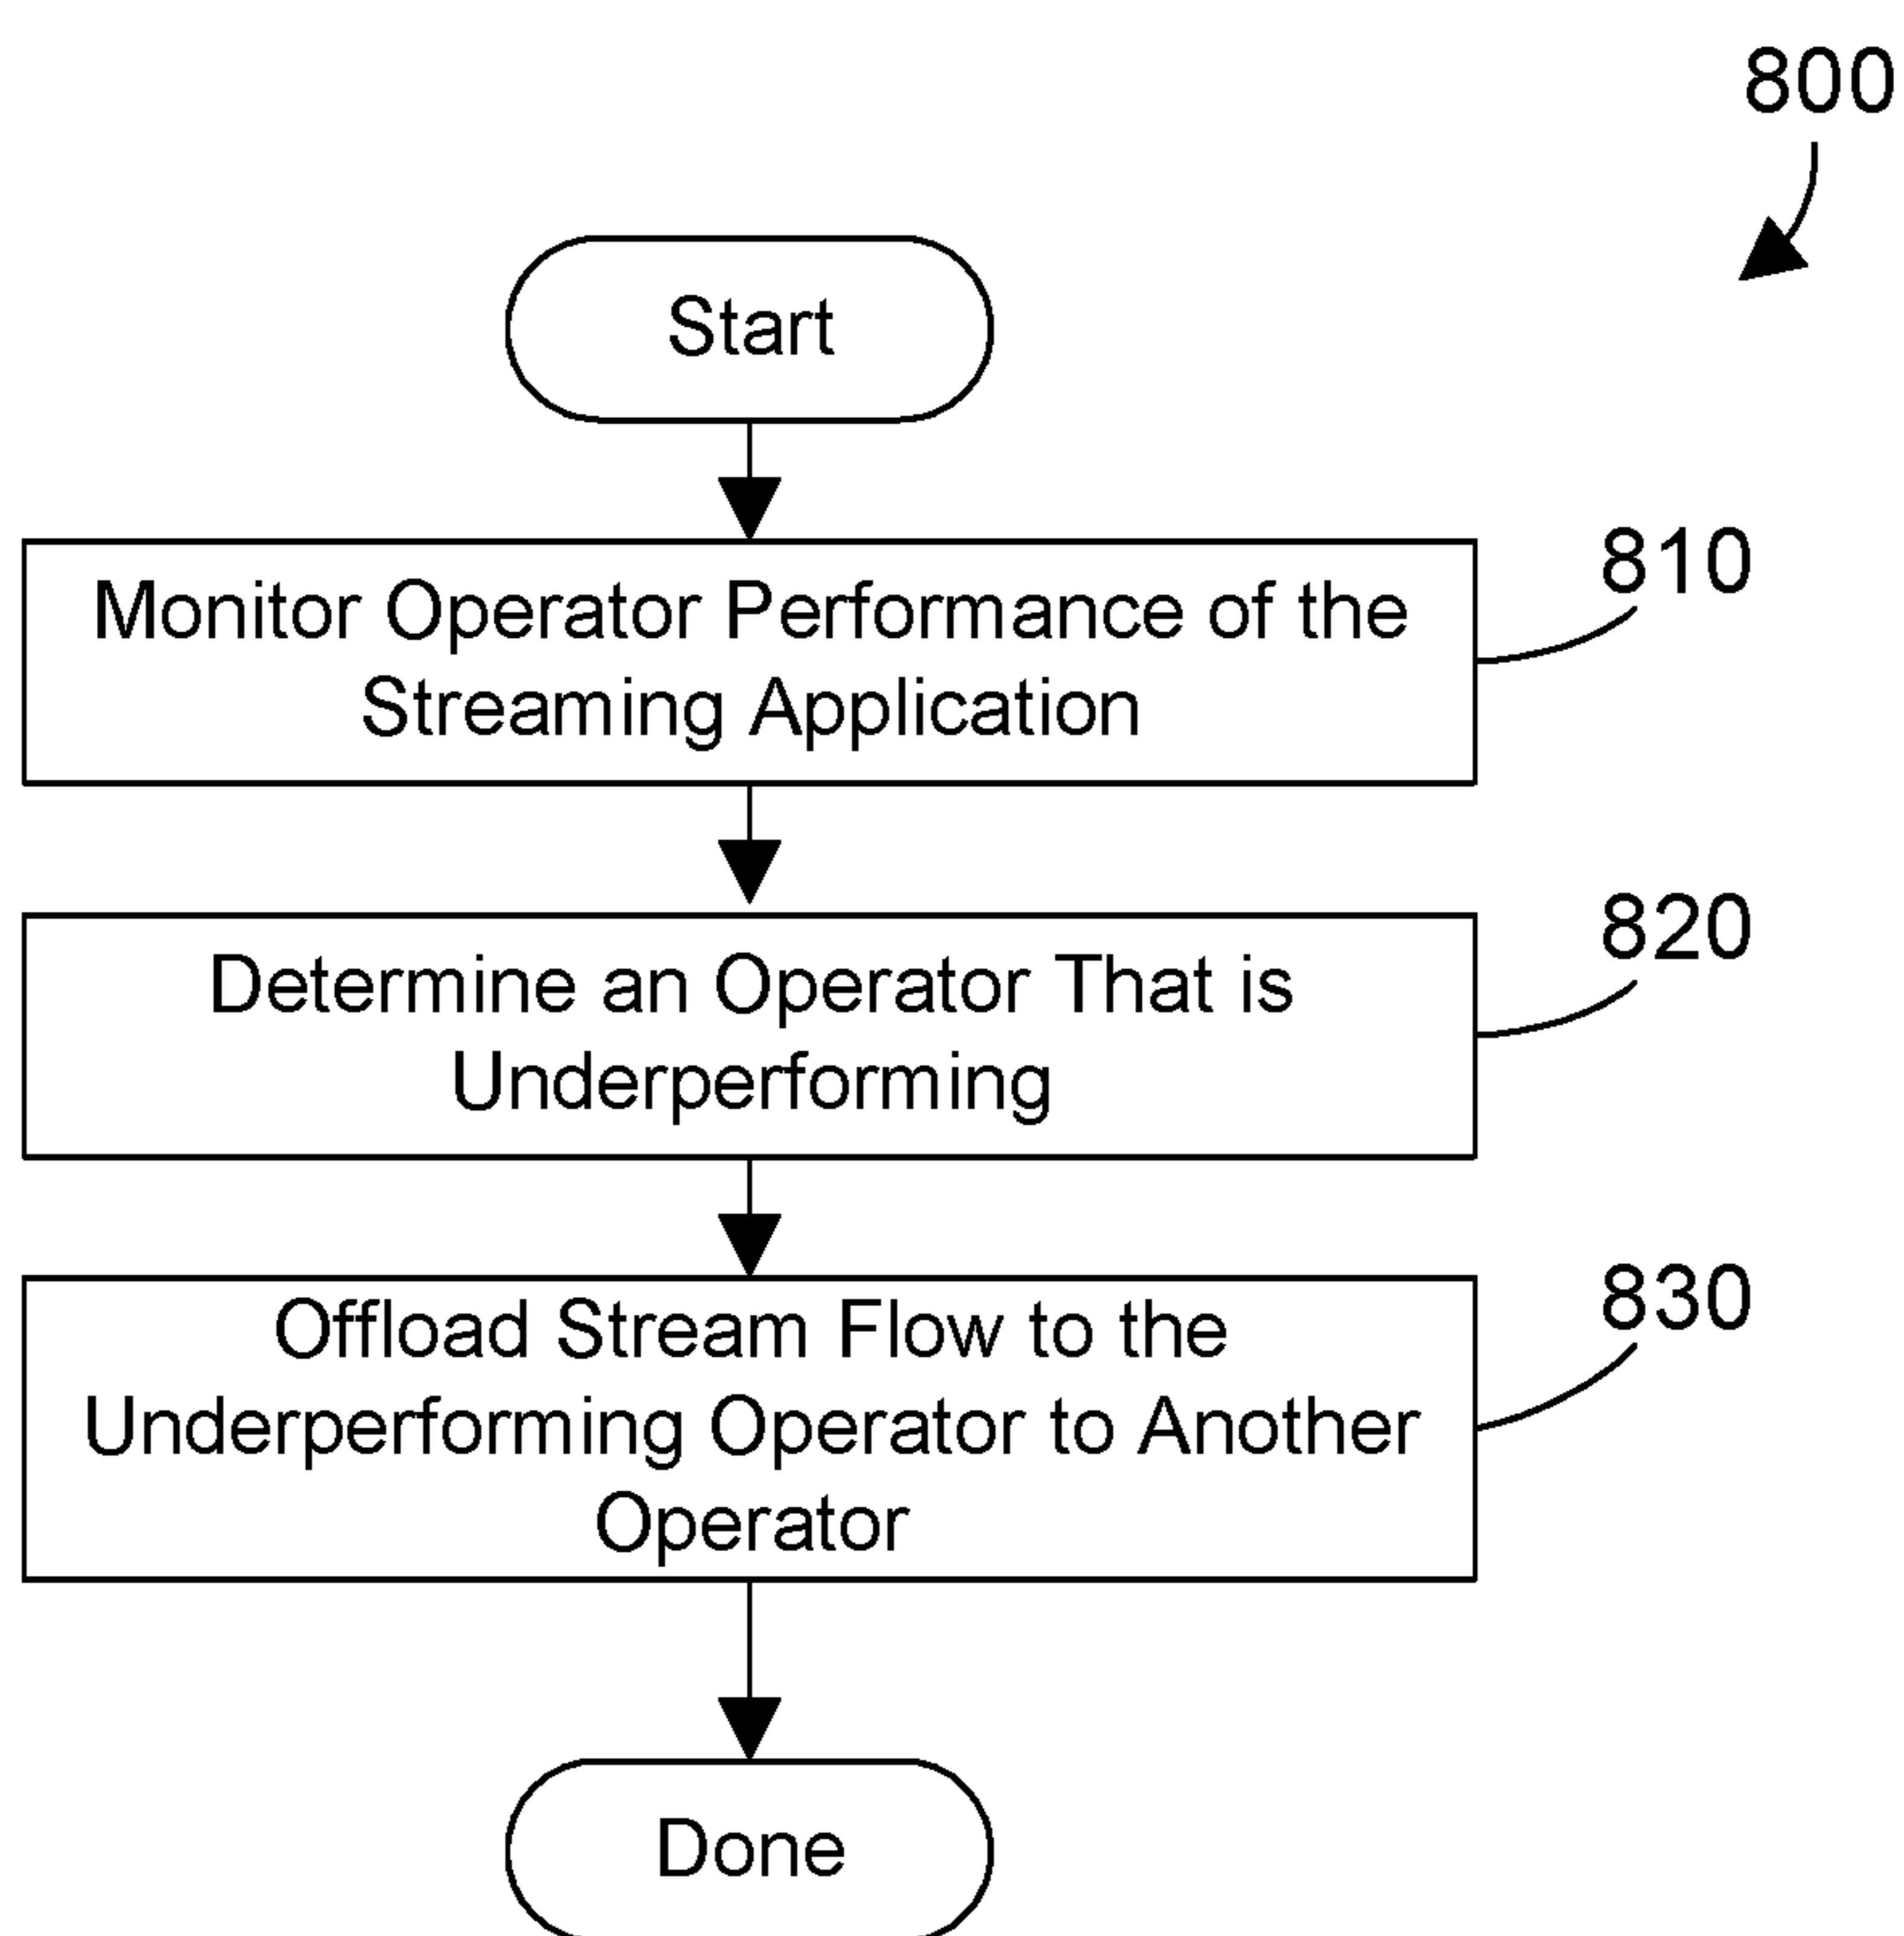 800
Start
810
Monitor Operator Performance of the
Streaming Application
820
Determine an Operator That is
Underperforming
830
Offload Stream Flow to the
Underperforming Operator to Another
Operator
Done